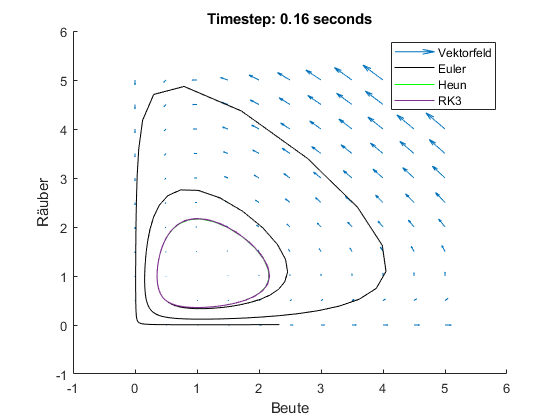 Timestep: 0.16 seconds
Vektorfeld
Euler
Heun
RK3
6
5
4
3
2
1
0
-1
Räuber
-1 0 1 2 3 4 5 6
Beute